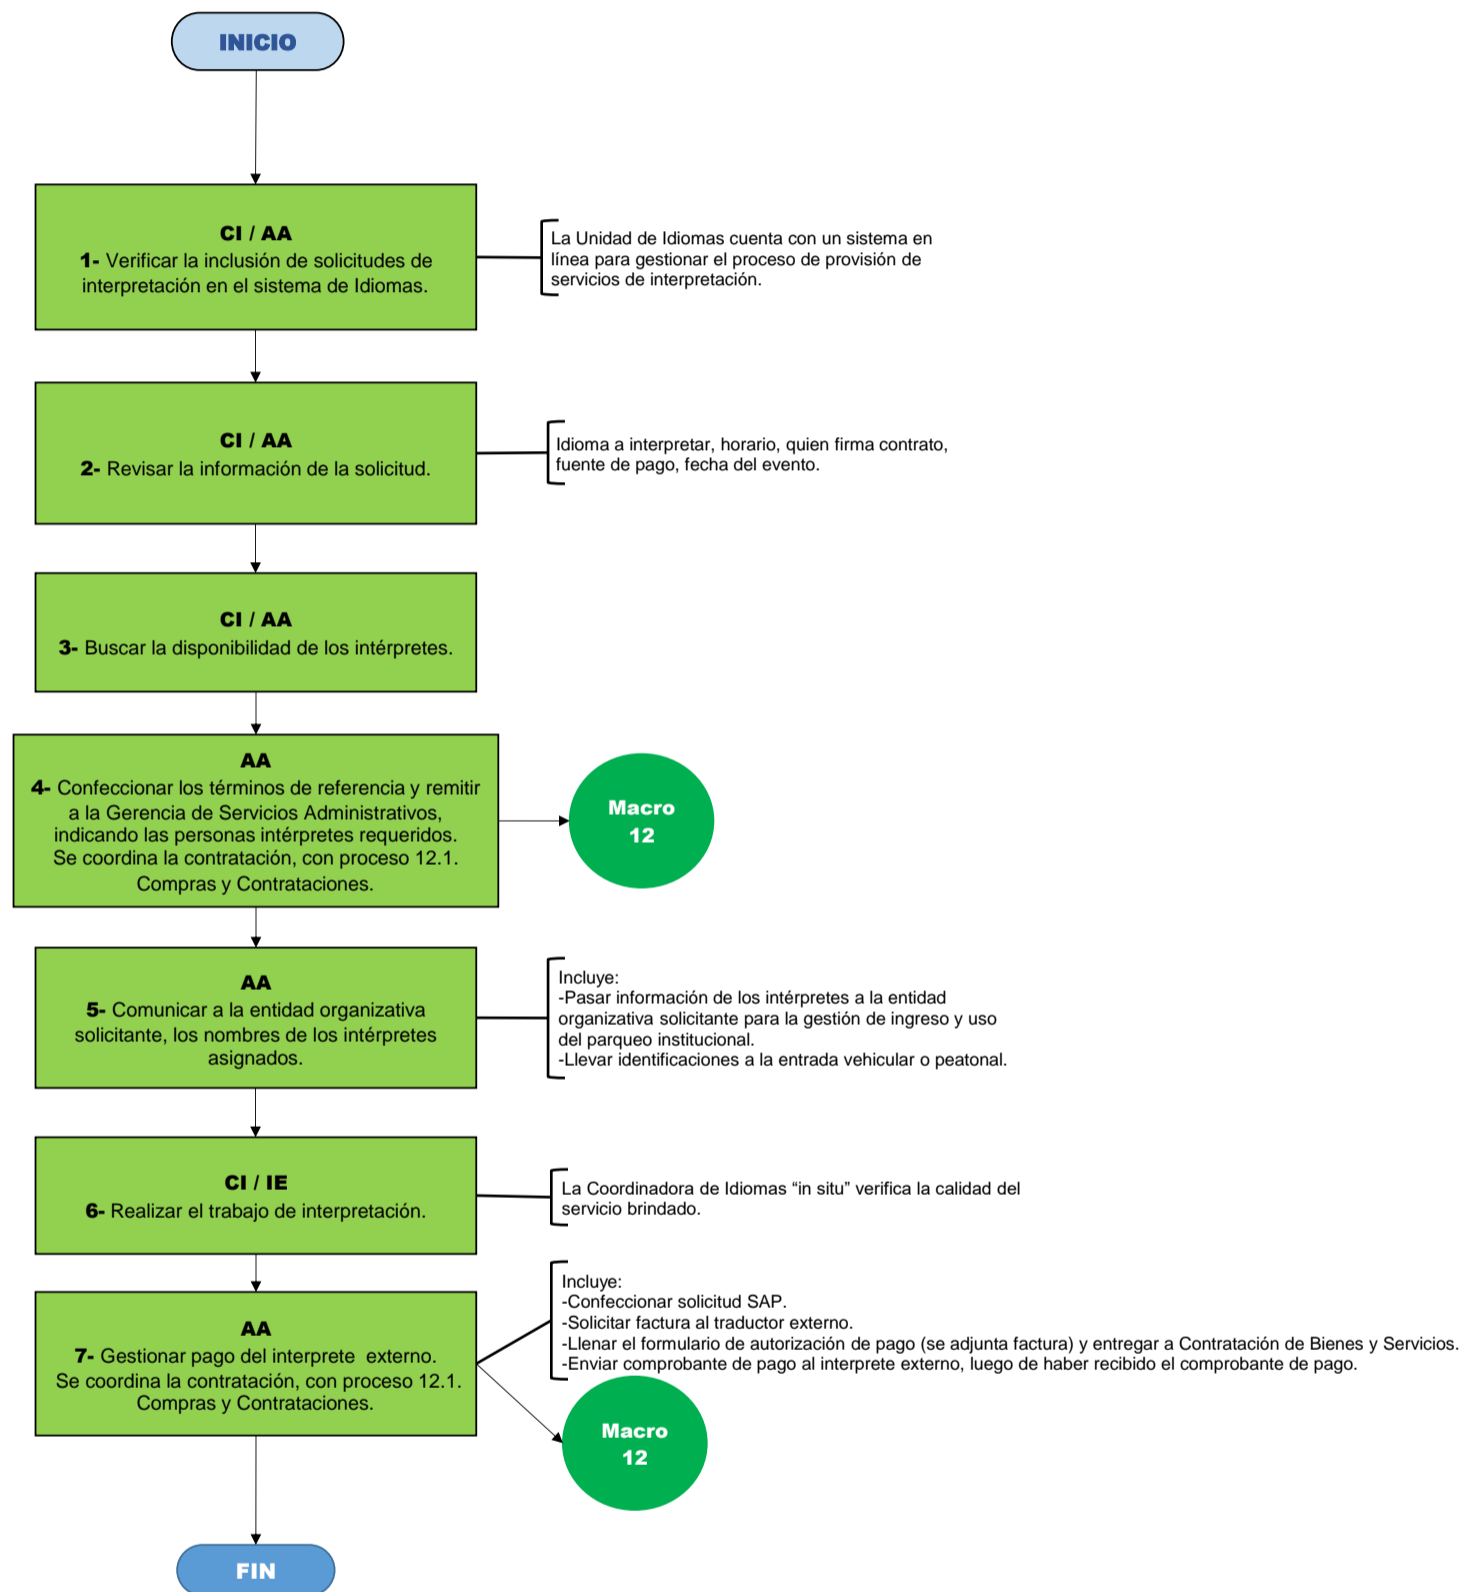 INICIO
CI / AA
1- Verificar la inclusión de solicitudes de
interpretación en el sistema de Idiomas.
La Unidad de Idiomas cuenta con un sistema en
línea para gestionar el proceso de provisión de
servicios de interpretación.
CI / AA
2- Revisar la información de la solicitud.
Idioma a interpretar, horario, quien firma contrato,
fuente de pago, fecha del evento.
CI / AA
3- Buscar la disponibilidad de los intérpretes.
AA
4- Confeccionar los términos de referencia y remitir
a la Gerencia de Servicios Administrativos,
indicando las personas intérpretes requeridos.
Se coordina la contratación, con proceso 12.1.
Compras y Contrataciones.
Macro
12
AA
5- Comunicar a la entidad organizativa
solicitante, los nombres de los intérpretes
asignados.
Incluye:
-Pasar información de los intérpretes a la entidad
organizativa solicitante para la gestión de ingreso y uso
del parqueo institucional.
-Llevar identificaciones a la entrada vehicular o peatonal.
CI / IE
6- Realizar el trabajo de interpretación.
La Coordinadora de Idiomas “in situ” verifica la calidad del
servicio brindado.
AA
7- Gestionar pago del interprete  externo.
Se coordina la contratación, con proceso 12.1.
Compras y Contrataciones.
Incluye:
-Confeccionar solicitud SAP.
-Solicitar factura al traductor externo.
-Llenar el formulario de autorización de pago (se adjunta factura) y entregar a Contratación de Bienes y Servicios.
-Enviar comprobante de pago al interprete externo, luego de haber recibido el comprobante de pago.
Macro
12
FIN